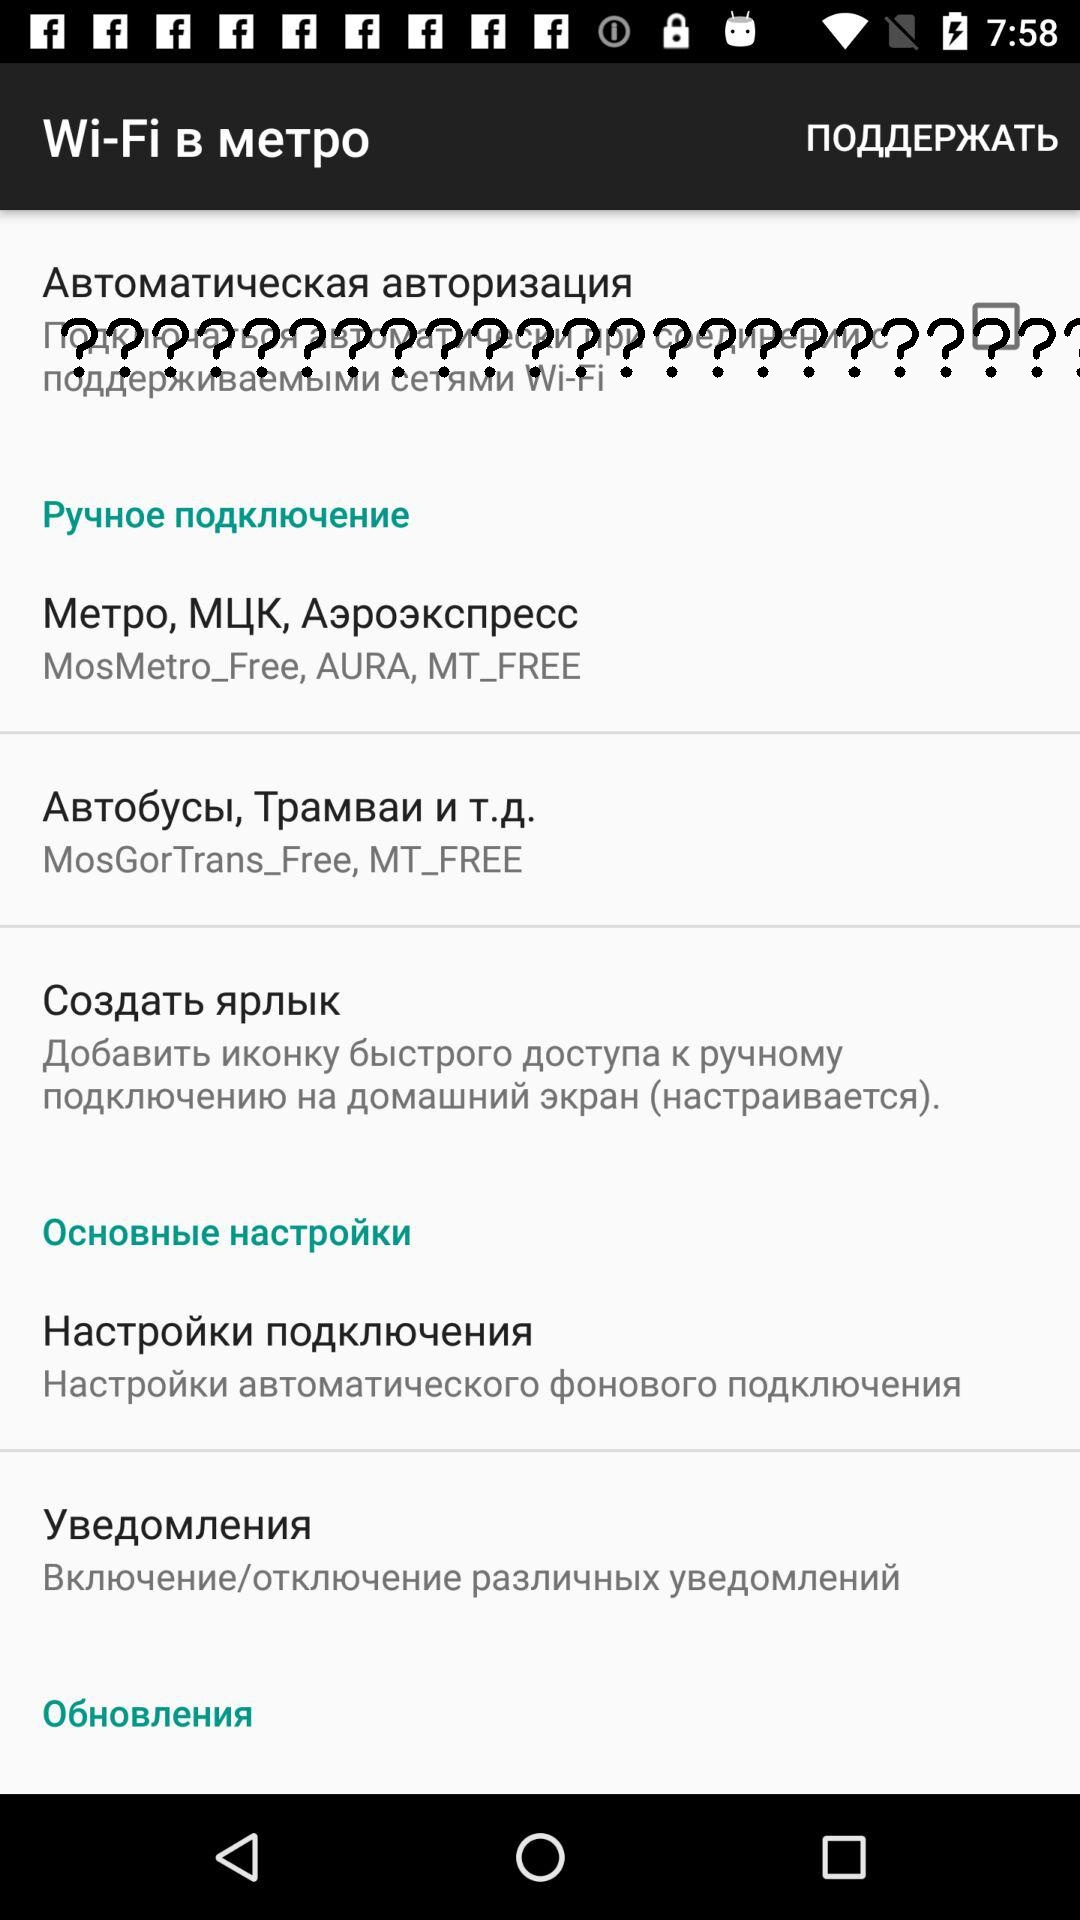 7:58
Wi-Fi в метро
ПОДДЕРЖАТЬ
Автоматическая авторизация
Подключаться автоматически при соединении с
?????????????????????
поддерживаемыми сетями Wi-Fi
Ручное подключение
Метро, МЦК, Аэроэкспресс
MosMetro_Free, AURA, MT_FREE
Автобусы, Трамваи и т.д.
MosGorTrans_Free, MT_FREE
Создать ярлык
Добавить иконку быстрого доступа к ручному
подключению на домашний экран (настраивается).
Основные настройки
Настройки подключения
Настройки автоматического фонового подключения
Уведомления
Включение/отключение различных уведомлений
Обновления